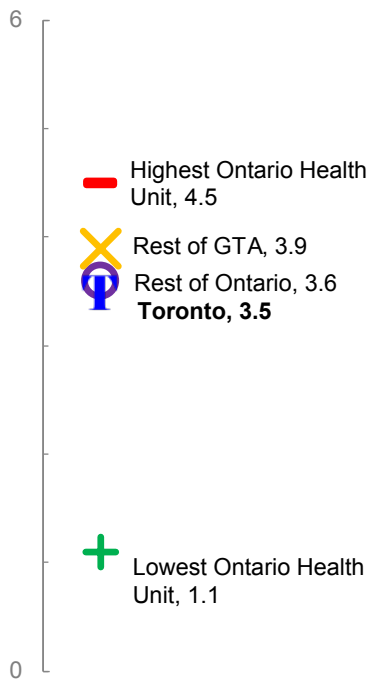 6
Highest Ontario Health
Unit, 4.5
Rest of GTA, 3.9
Rest of Ontario, 3.6
T
Toronto, 3.5
Lowest Ontario Health
Unit, 1.1
0